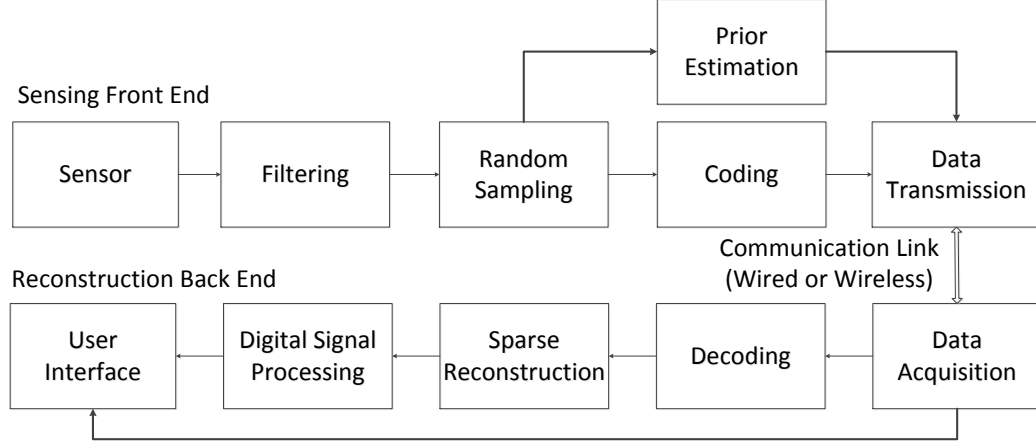 Prior
Estimation
Sensing Front End
Sensor
Filtering
Random
Sampling
Coding
Data
Transmission
Communication Link
(Wired or Wireless)
Reconstruction Back End
User
Interface
Digital Signal
Processing
Sparse
Reconstruction
Decoding
Data
Acquisition